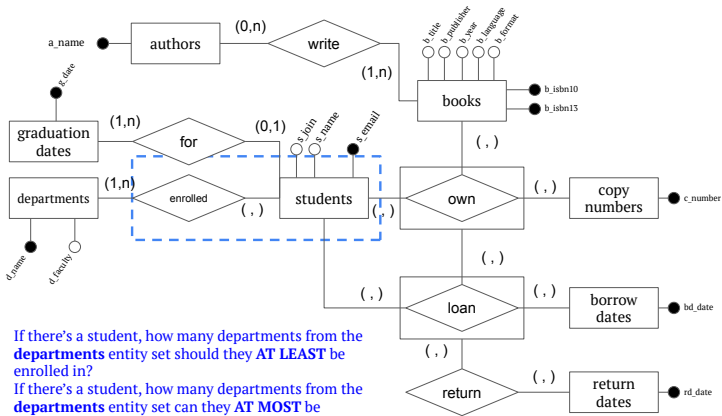 b_title
b_publisher
b_year
b_language
b_format
a_name
authors
(0,n)
write
(1,n)
books
b_isbn10
b_isbn13
g_date
graduation
dates
(1,n)
for
(0,1)
s_join
s_name
s_email
( , )
departments
(1,n)
enrolled
( , )
students
( , )
own
( , )
copy
numbers
c_number
d_name
d_faculty
( , )
( , )
loan
( , )
borrow
dates
bd_date
( , )
return
( , )
return
dates
rd_date
If there's a student, how many departments from the
departments entity set should they AT LEAST be
enrolled in?
If there's a student, how many departments from the
departments entity set can they AT MOST be